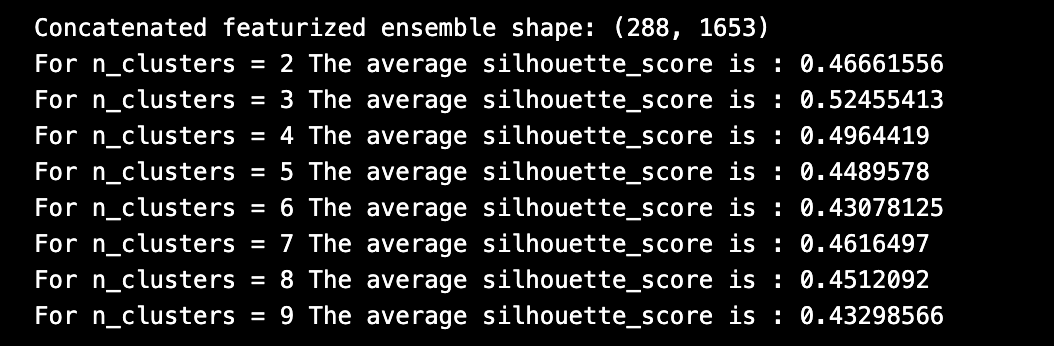 Concatenated featurized ensemble shape: (288, 1653)
For n_clusters = 2 The average silhouette_score is : 0.46661556
For n_clusters = 3 The average silhouette_score is : 0.52455413
For n_clusters = 4 The average silhouette_score is : 0.4964419
For n_clusters = 5 The average silhouette_score is : 0.4489578
For n_clusters = 6 The average silhouette_score is : 0.43078125
For n_clusters = 7 The average silhouette_score is : 0.4616497
For n_clusters = 8 The average silhouette_score is : 0.4512092
For n_clusters = 9 The average silhouette_score is : 0.43298566